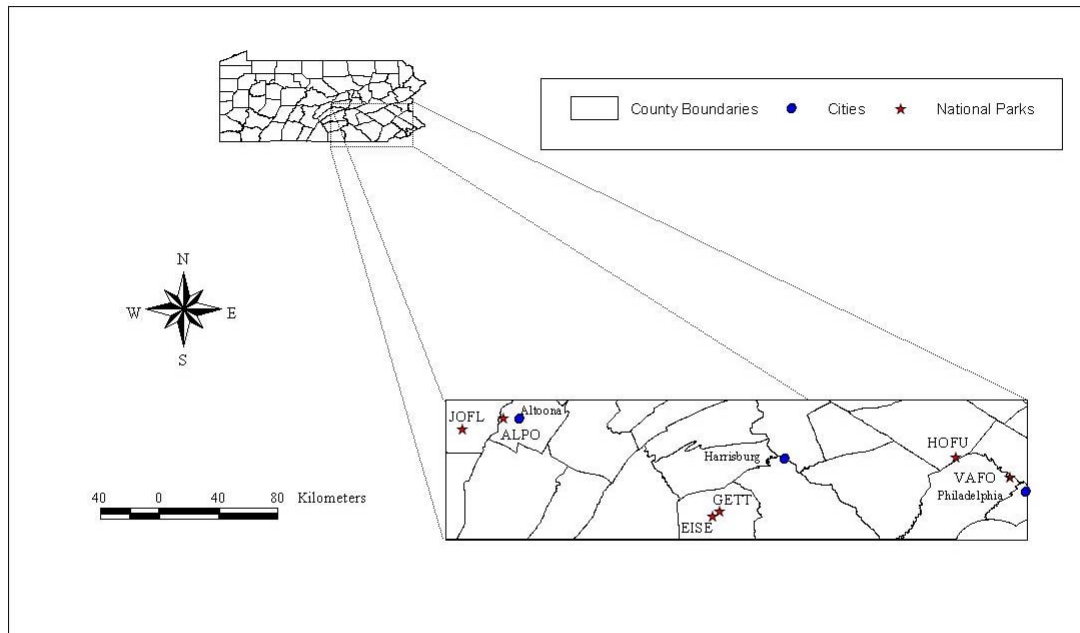 County Boundaries Cities National Parks
N
W E
S
JOFL Altoona
ALPO
Harrisburg
HOFU
VAFO
Philadelphia
GETT
EISE
40 0 40 80 Kilometers